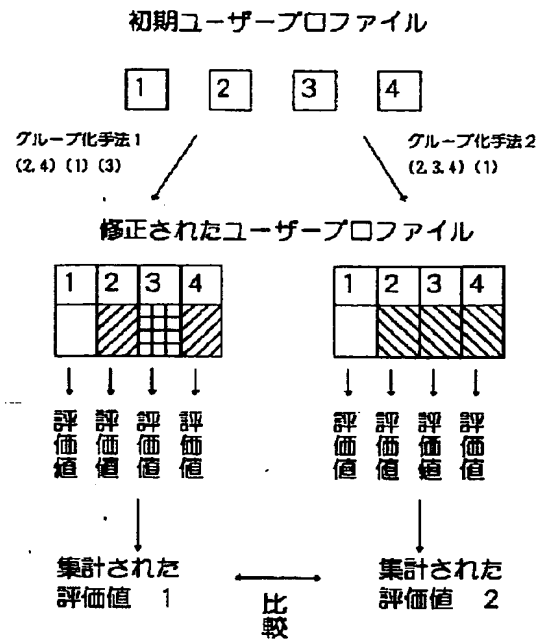 初期ユーザープロファイル
1 2 3 4
グループ化手法1
(2,4) (1) (3)
グループ化手法2
(2,3,4) (1)
修正されたユーザープロファイル
1 2 3 4
1 2 3 4
評価値 評価値 評価値 評価値
評価値 評価値 評価値 評価値
集計された
評価値 1
比較
集計された
評価値 2